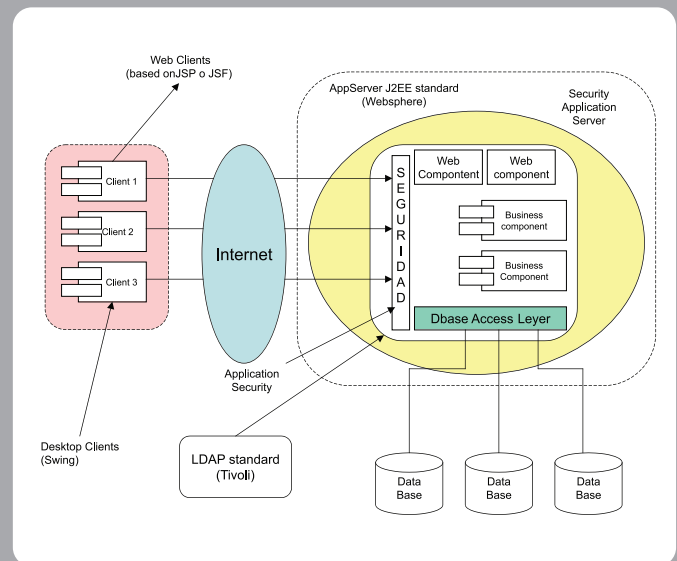 Web Clients
(based onJSP o JSF)
AppServer J2EE standard
(Websphere)
Security
Application
Server
Client 1
Client 2
Client 3
Internet
SEGURIDAD
Web
Compontent
Web
component
Business
component
Business
Component
Dbase Access Leyer
Application
Security
Desktop Clients
(Swing)
LDAP standard
(Tivoli)
Data
Base
Data
Base
Data
Base